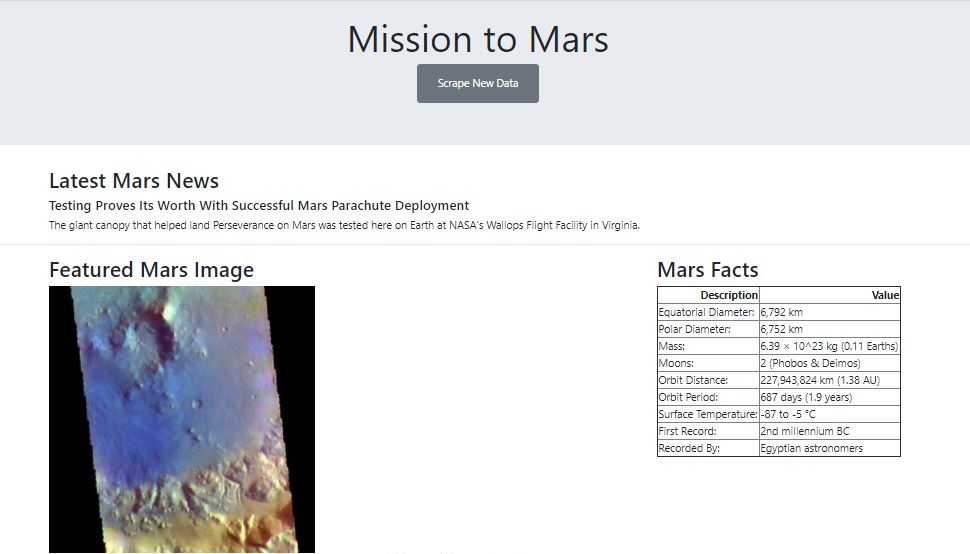 Mission to Mars
Scrape New Data
Latest Mars News
Testing Proves Its Worth With Successful Mars Parachute Deployment
The giant canopy that helped land Perseverance on Mars was tested here on Earth at NASA's Wallops Flight Facility in Virginia.
Featured Mars Image
Mars Facts
Description Value
Equatorial Diameter: 6,792 km
Polar Diameter: 6,752 km
Mass: 6.39 × 10^23 kg (0.11 Earths)
Moons: 2 (Phobos & Deimos)
Orbit Distance: 227,943,824 km (1.38 AU)
Orbit Period: 687 days (1.9 years)
Surface Temperature: -87 to -5 °C
First Record: 2nd millennium BC
Recorded By: Egyptian astronomers